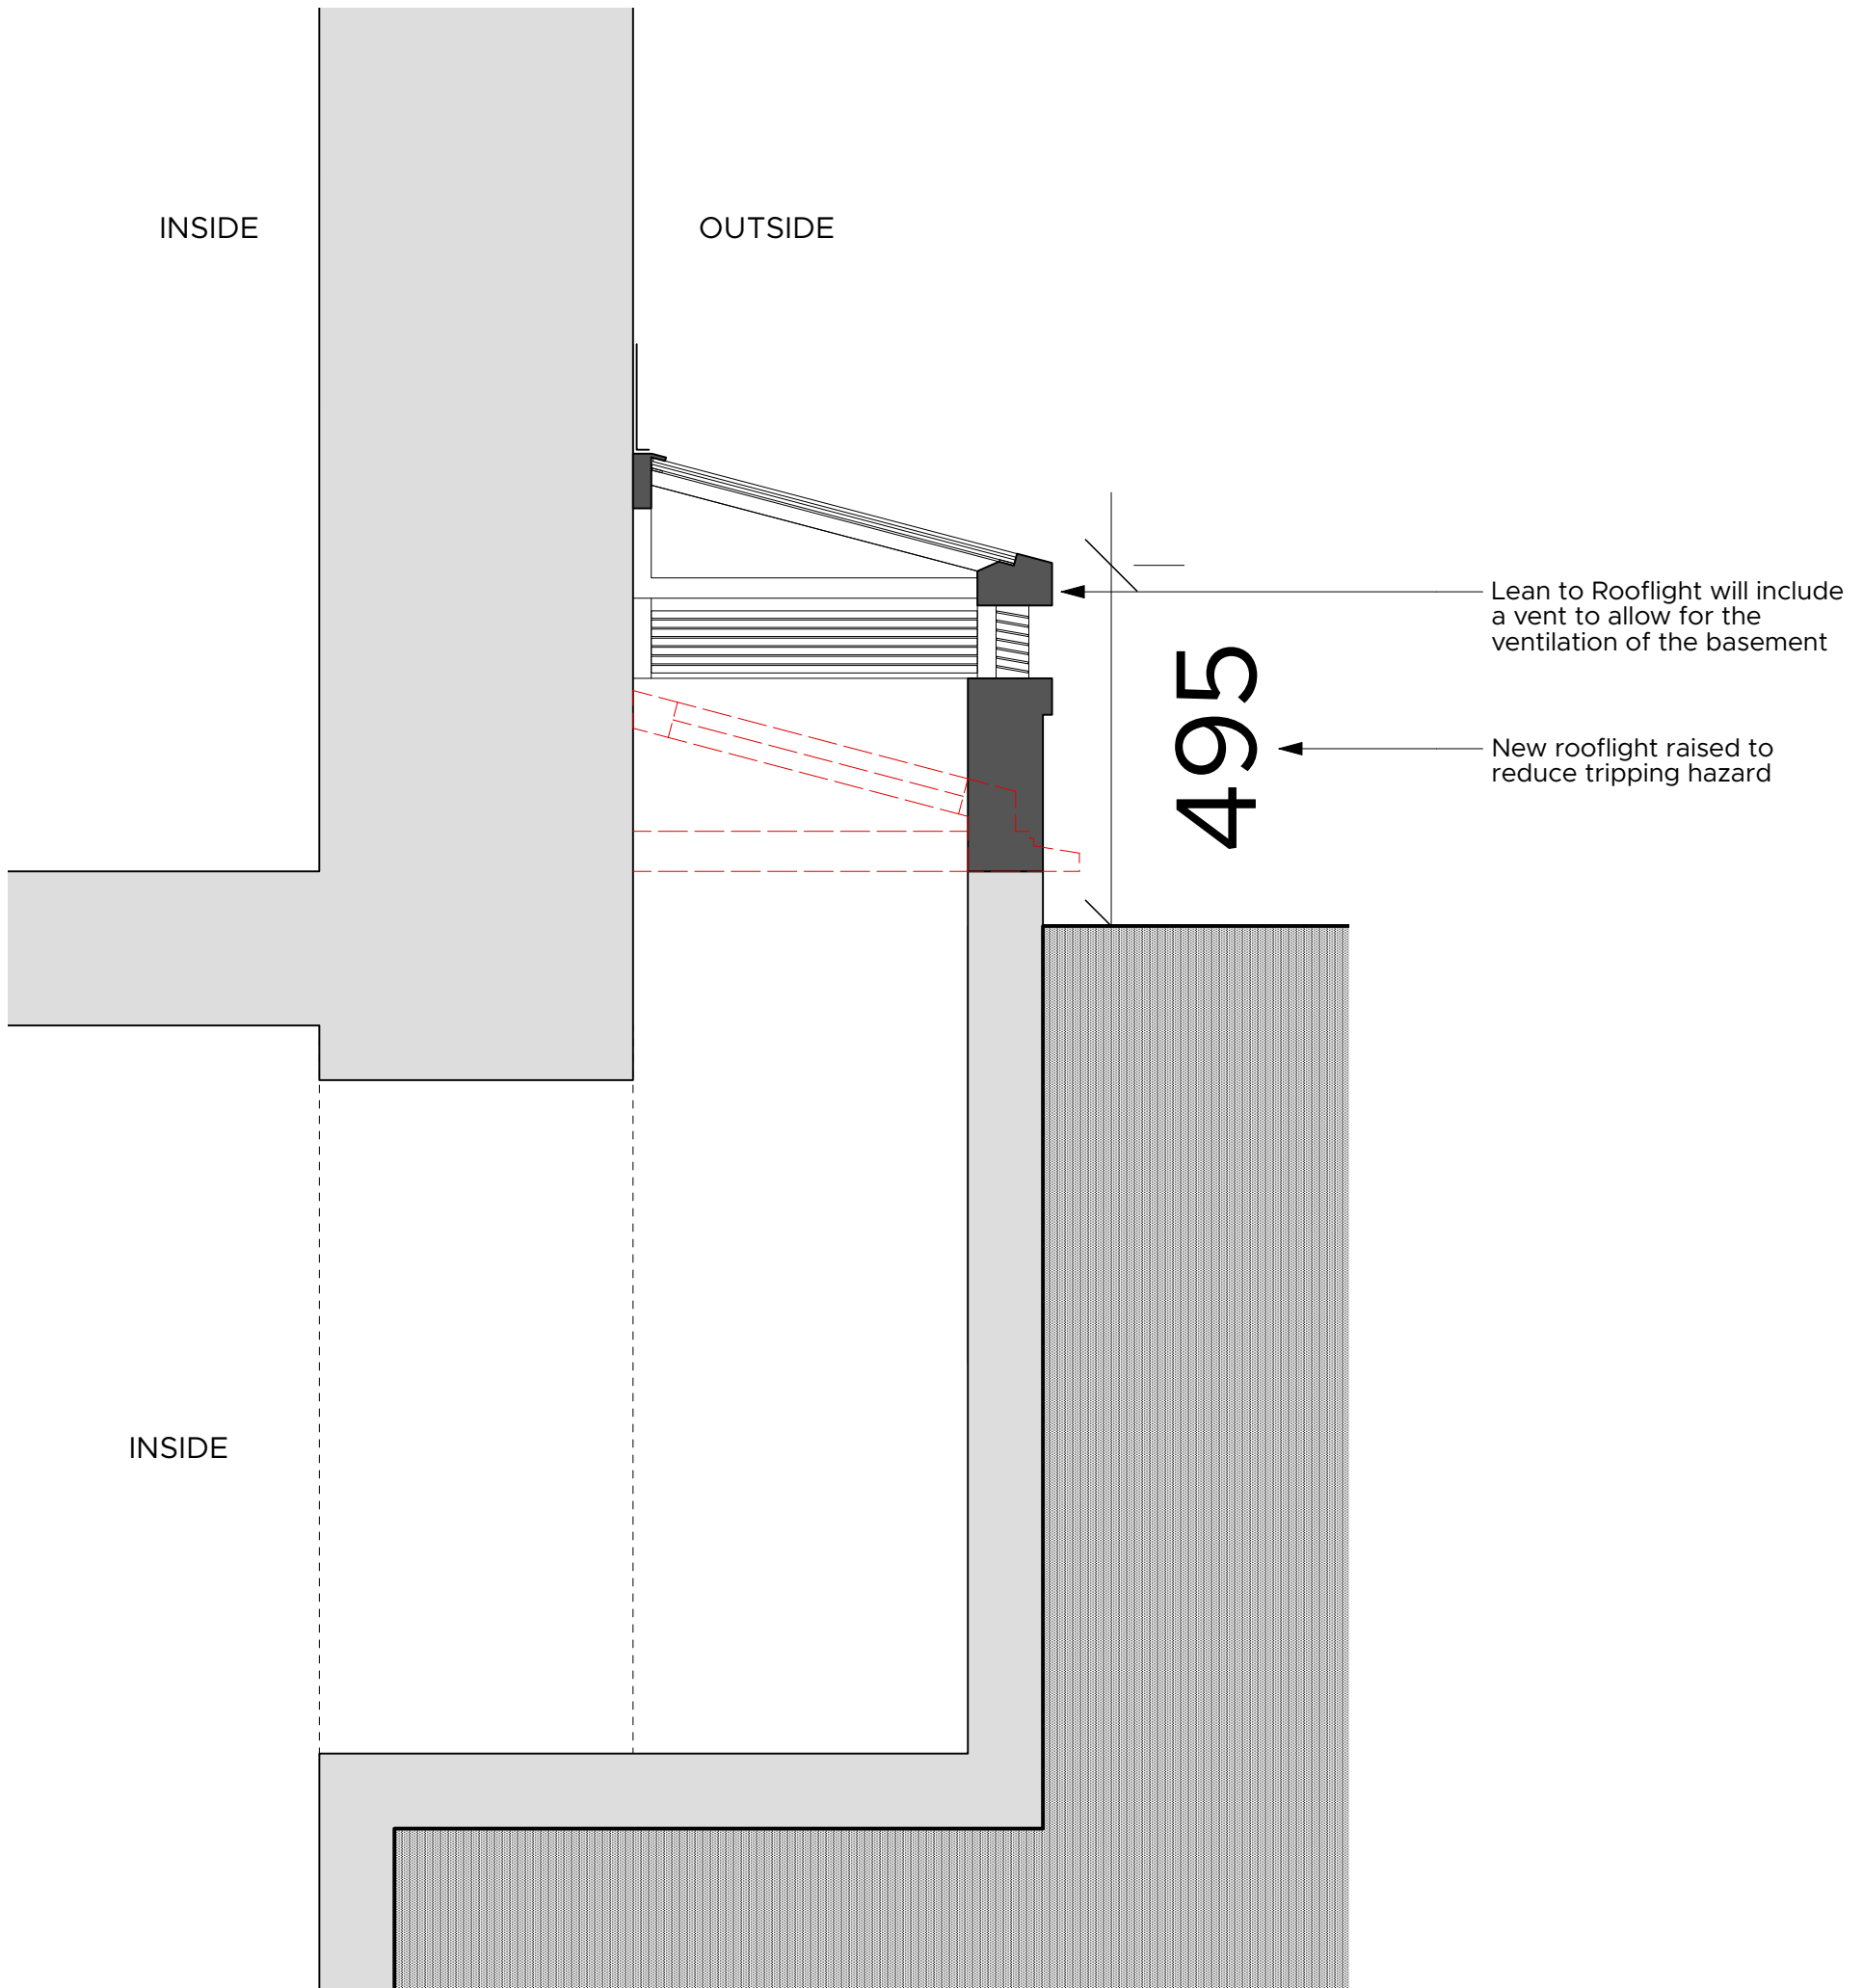 INSIDE
OUTSIDE
Lean to Rooflight will include
a vent to allow for the
ventilation of the basement
495
New rooflight raised to
reduce tripping hazard
INSIDE